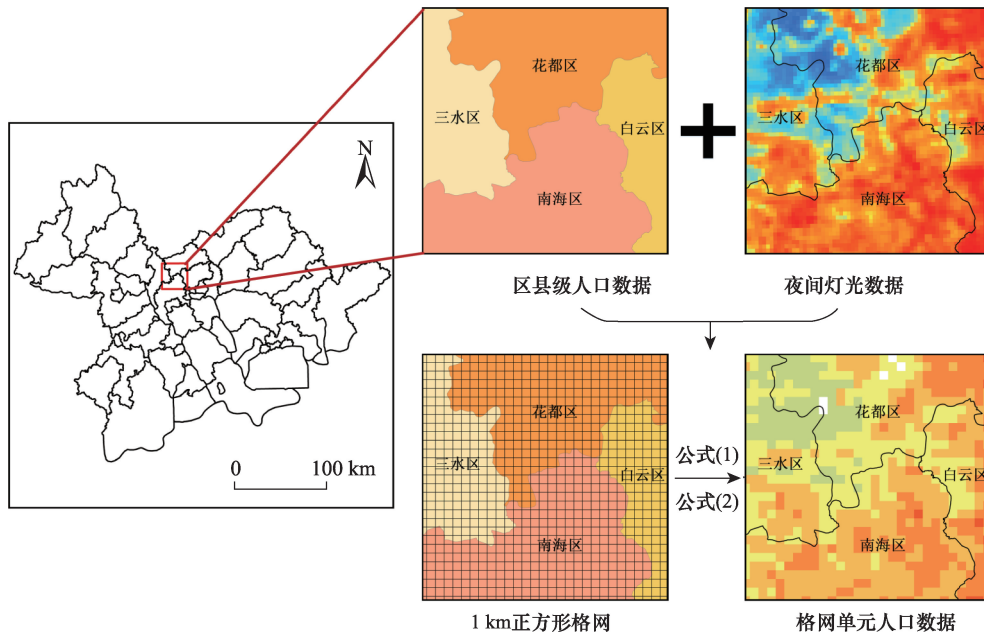 N
0 100 km
花都区
三水区
白云区
南海区
区县级人口数据
花都区
三水区
白云区
南海区
夜间灯光数据
花都区
三水区
白云区
南海区
1 km正方形格网
公式(1)
公式(2)
花都区
三水区
白云区
南海区
格网单元人口数据